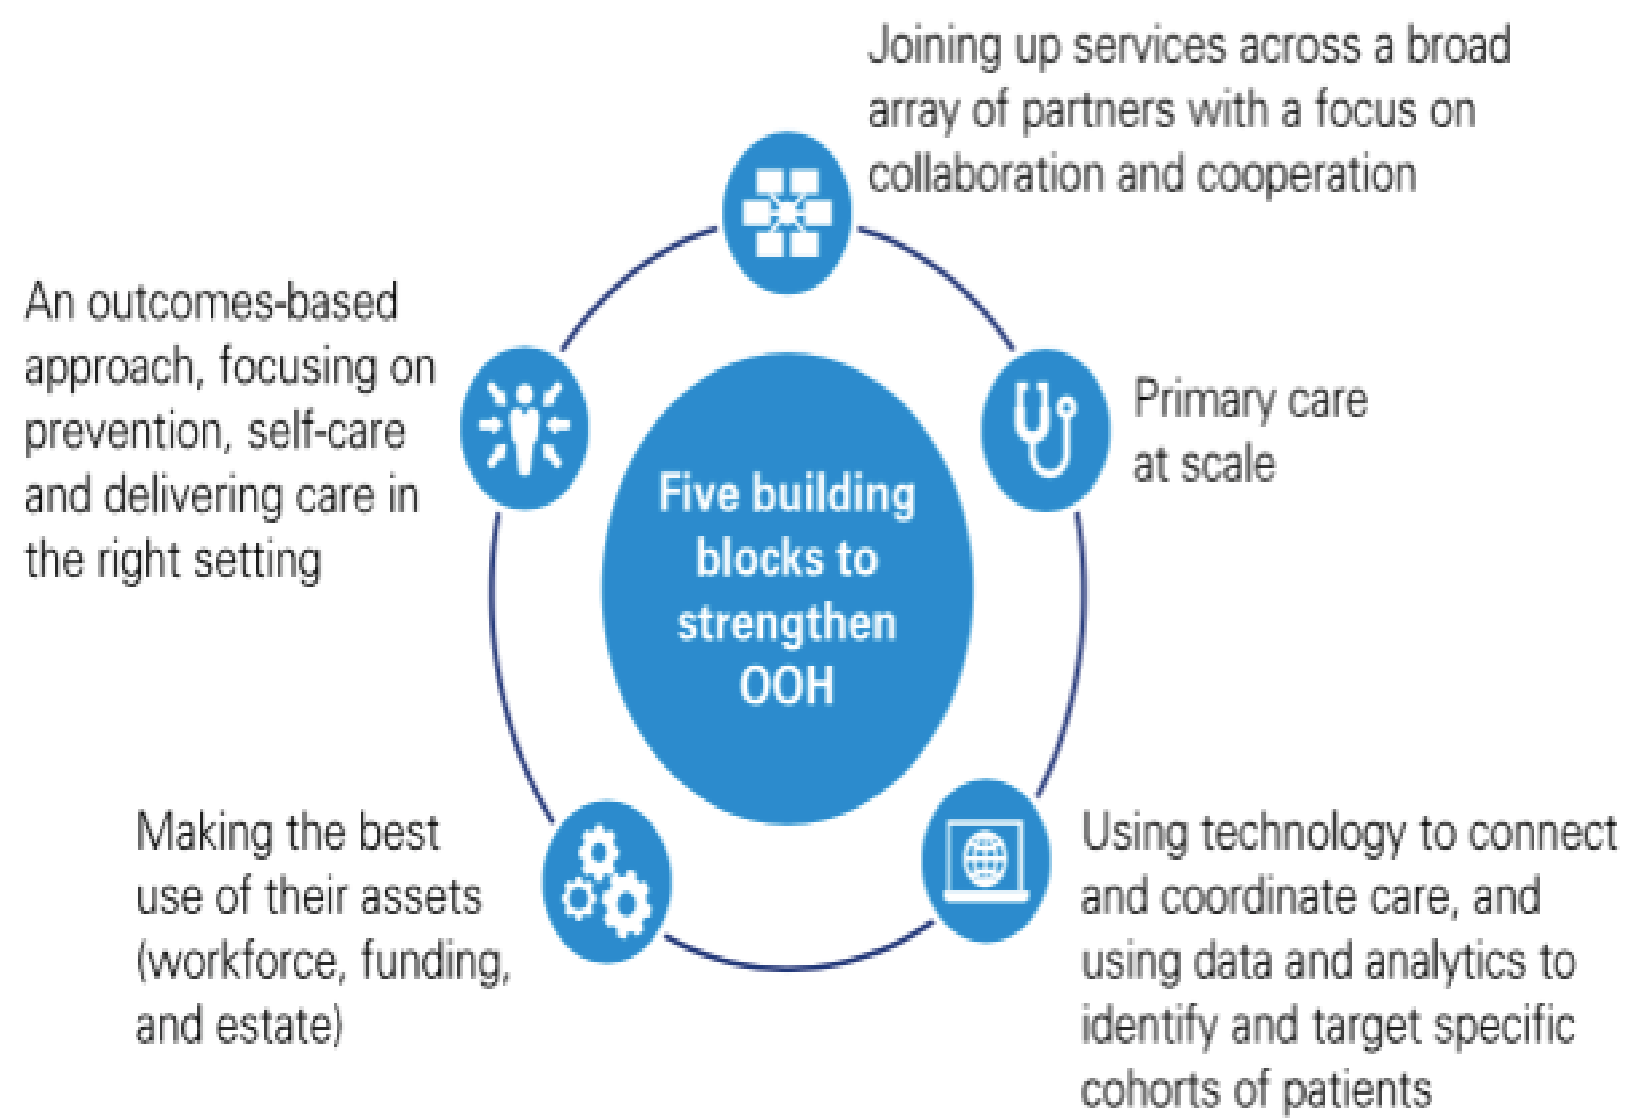 Joining up services across a broad
array of partners with a focus on
collaboration and cooperation
An outcomes-based
approach, focusing on
prevention, self-care
and delivering care in
the right setting
Primary care
at scale
Five building
blocks to
strengthen
OOH
Making the best
use of their assets
(workforce, funding,
and estate)
Using technology to connect
and coordinate care, and
using data and analytics to
identify and target specific
cohorts of patients